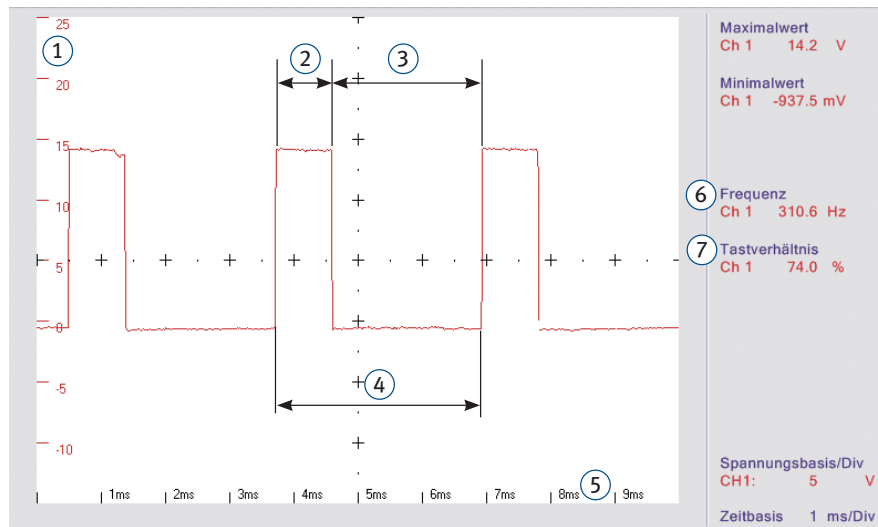 25
1
20
15
10
5
0
-5
-10
2
3
4
1ms 2ms 3ms 4ms 5ms 6ms 7ms 8ms 9ms
5
Maximalwert
Ch 1 14.2 V
Minimalwert
Ch 1 -937.5 mV
6 Frequenz
Ch 1 310.6 Hz
7 Tastverhältnis
Ch 1 74.0 %
Spannungsbasis/Div
CH1: 5 V
Zeitbasis 1 ms/Div